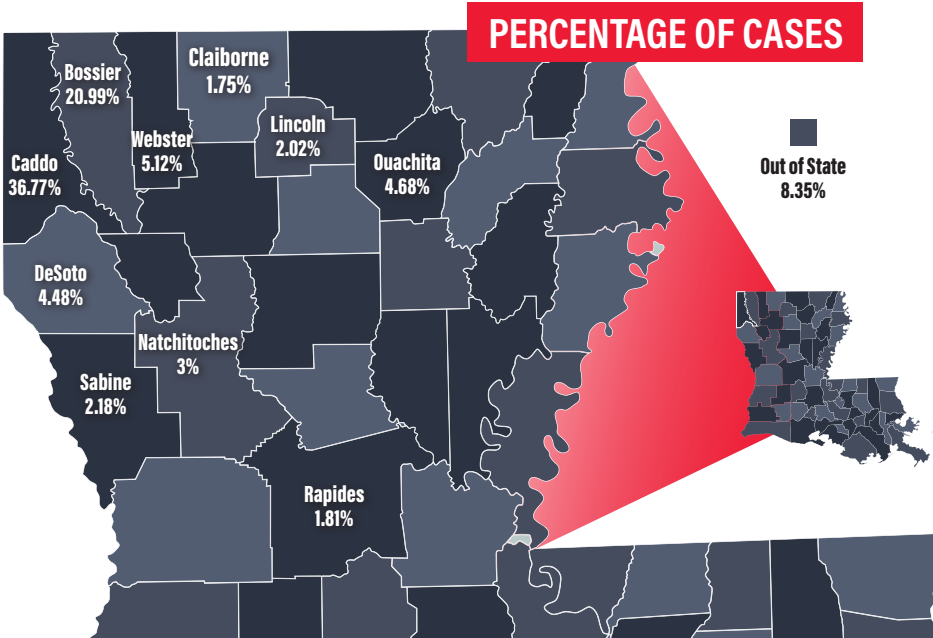 PERCENTAGE OF CASES
Claiborne
1.75%
Bossier
20.99%
Lincoln
2.02%
Webster
5.12%
Caddo
36.77%
Ouachita
4.68%
Out of State
8.35%
DeSoto
4.48%
Natchitoches
3%
Sabine
2.18%
Rapides
1.81%